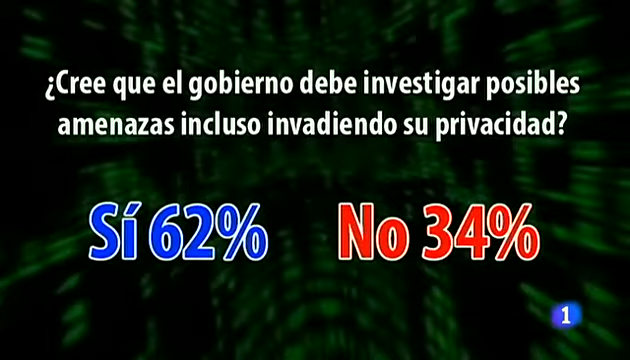 ¿Cree que el gobierno debe investigar posibles
amenazas incluso invadiendo su privacidad?
Sí 62% No 34%
1